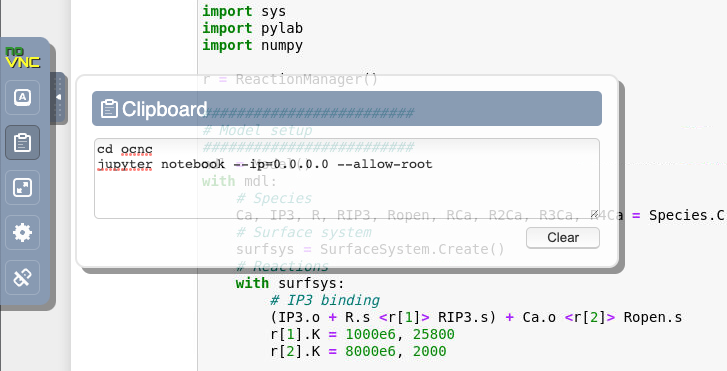 import sys
import pylab
import numpy
no
VNC
A
r = ReactionManager()
Clipboard
##########################
# Model setup
##########################
cd ocnc
jupyter notebook --ip=0.0.0.0 --allow-root
with mdl:
# Species
Ca, IP3, R, RIP3, Ropen, RCa, R2Ca, R3Ca, R4Ca = Species.C
# Surface system
Clear
surfsys = SurfaceSystem.Create()
# Reactions
with surfsys:
# IP3 binding
(IP3.o + R.s <r[1]> RIP3.s) + Ca.o <r[2]> Ropen.s
r[1].K = 1000e6, 25800
r[2].K = 8000e6, 2000